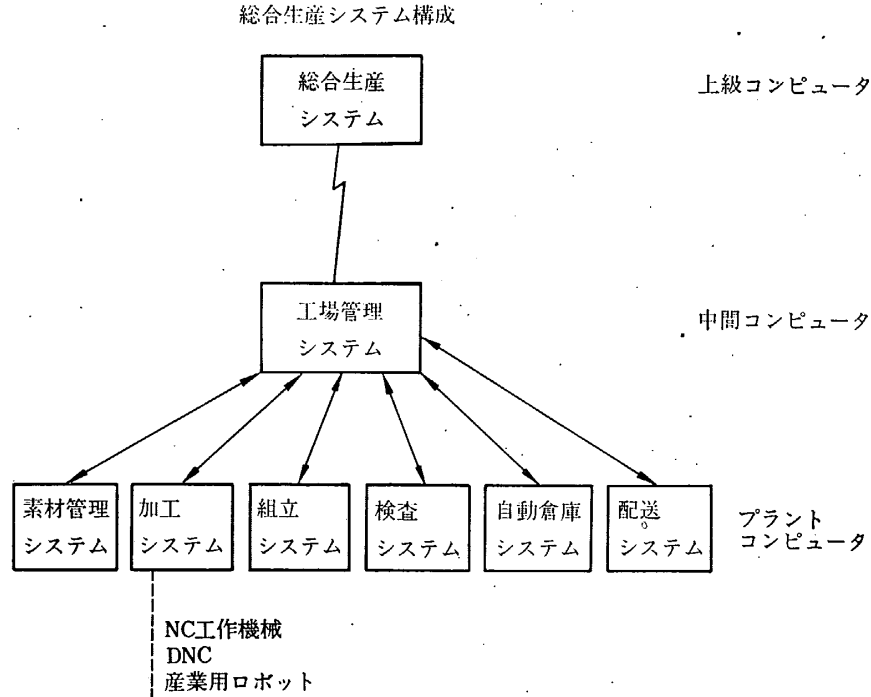 総合生産システム構成
総合生産
システム
上級コンピュータ
工場管理
システム
中間コンピュータ
素材管理
システム
加工
システム
組立
システム
検査
システム
自動倉庫
システム
配送
システム
プラント
コンピュータ
NC工作機械
DNC
産業用ロボット